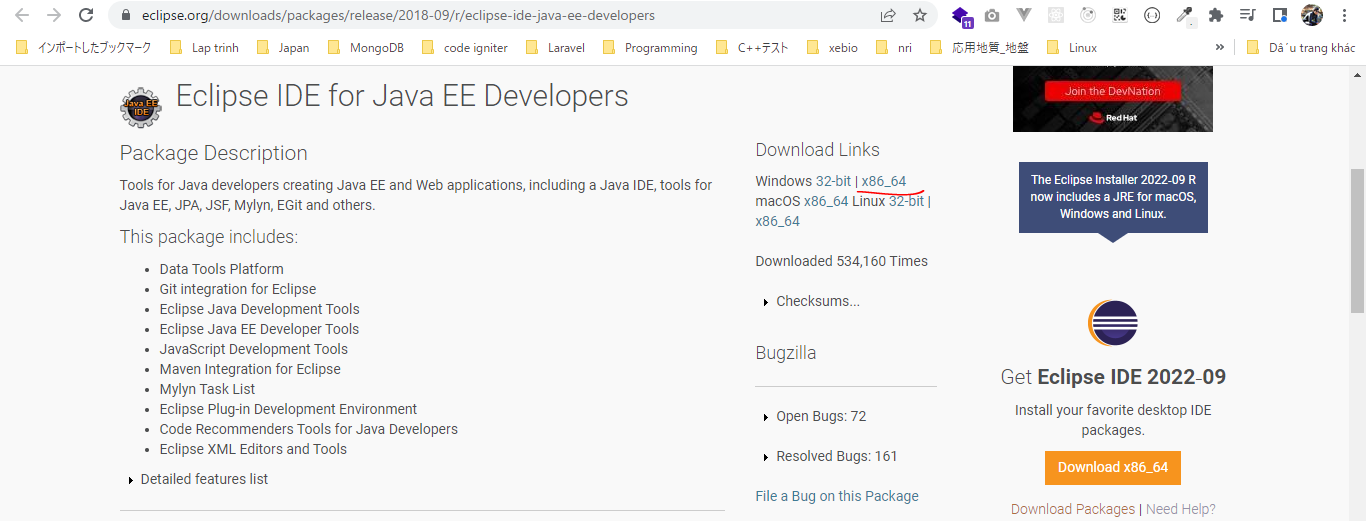 eclipse.org/downloads/packages/release/2018-09/r/eclipse-ide-java-ee-developers
11
インポートしたブックマーク Lap trinh Japan MongoDB code igniter Laravel Programming C++テスト xebio nri 応用地質_地盤 Linux » Dấu trang khác
Java EE
IDE
Eclipse IDE for Java EE Developers
Package Description
Tools for Java developers creating Java EE and Web applications, including a Java IDE, tools for
Java EE, JPA, JSF, Mylyn, EGit and others.
This package includes:
• Data Tools Platform
• Git integration for Eclipse
• Eclipse Java Development Tools
• Eclipse Java EE Developer Tools
• JavaScript Development Tools
• Maven Integration for Eclipse
• Mylyn Task List
• Eclipse Plug-in Development Environment
• Code Recommenders Tools for Java Developers
• Eclipse XML Editors and Tools
Detailed features list
Download Links
Windows 32-bit | x86_64
macOS x86_64 Linux 32-bit |
x86_64
Downloaded 534,160 Times
Checksums...
Bugzilla
Open Bugs: 72
Resolved Bugs: 161
File a Bug on this Package
Join the DevNation
Red Hat
The Eclipse Installer 2022-09 R
now includes a JRE for macOS,
Windows and Linux.
Get Eclipse IDE 2022-09
Install your favorite desktop IDE
packages.
Download x86_64
Download Packages | Need Help?